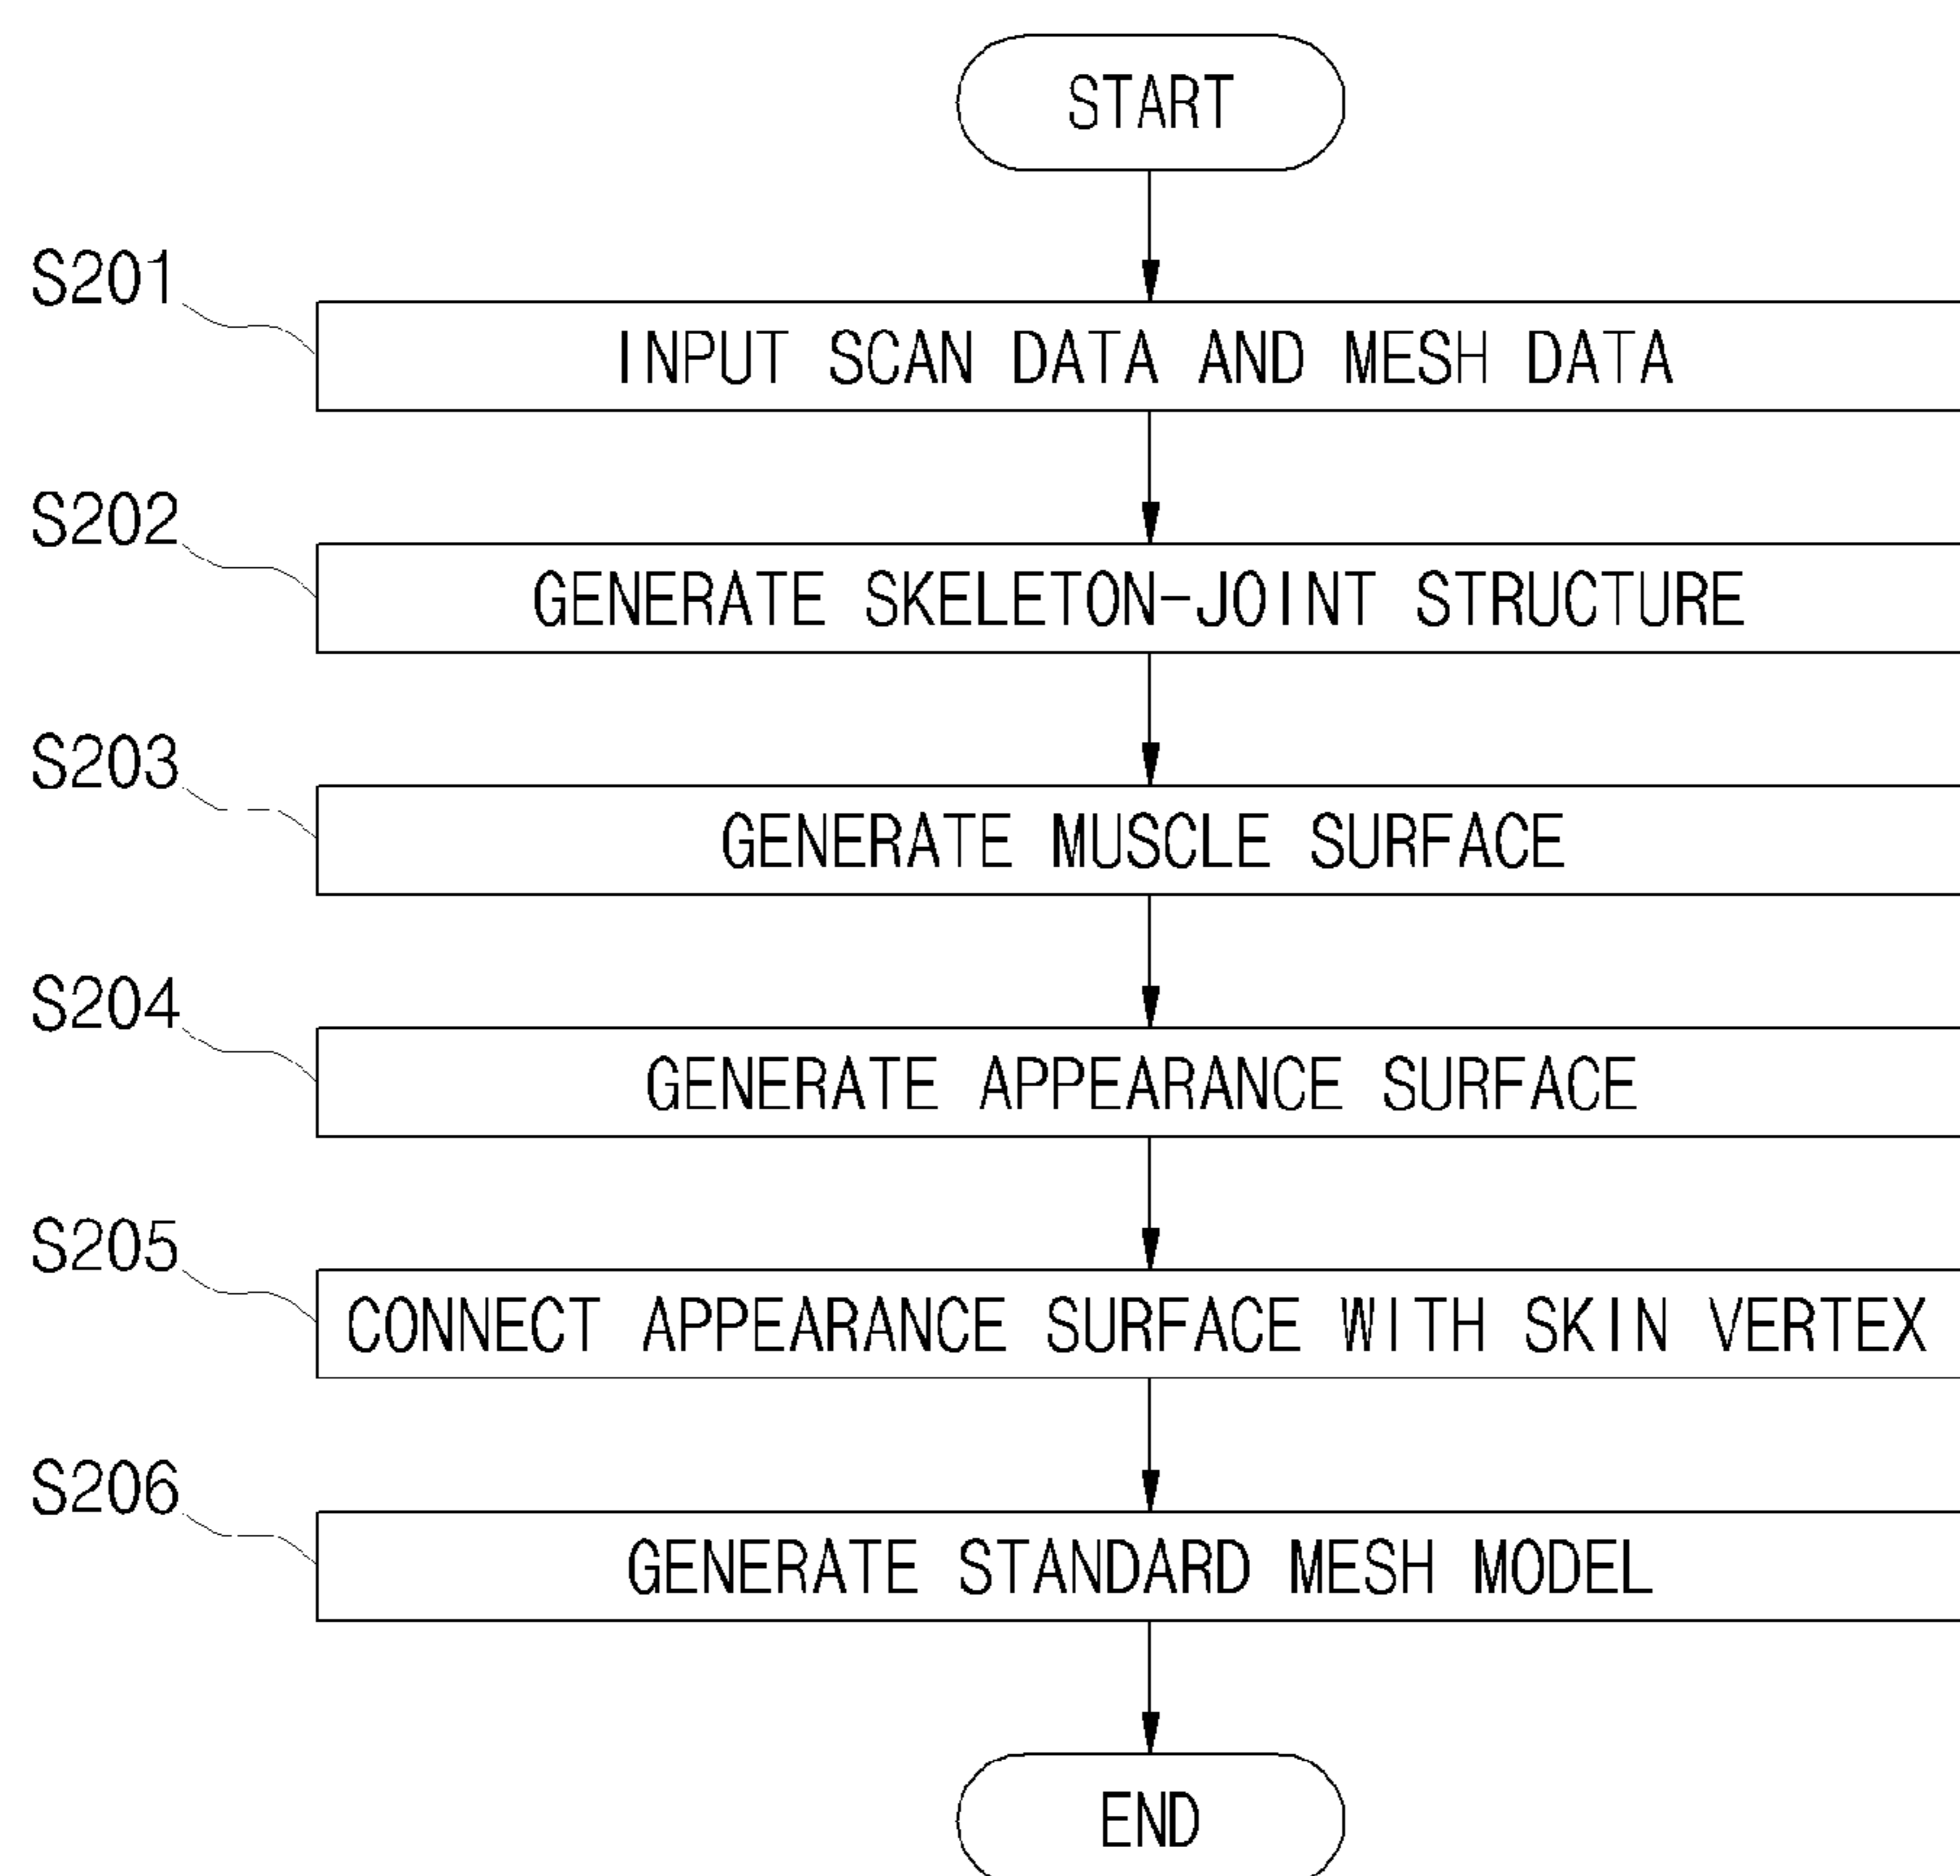 START
S201
INPUT SCAN DATA AND MESH DATA
S202
GENERATE SKELETON-JOINT STRUCTURE
S203
GENERATE MUSCLE SURFACE
S204
GENERATE APPEARANCE SURFACE
S205
CONNECT APPEARANCE SURFACE WITH SKIN VERTEX
S206
GENERATE STANDARD MESH MODEL
END